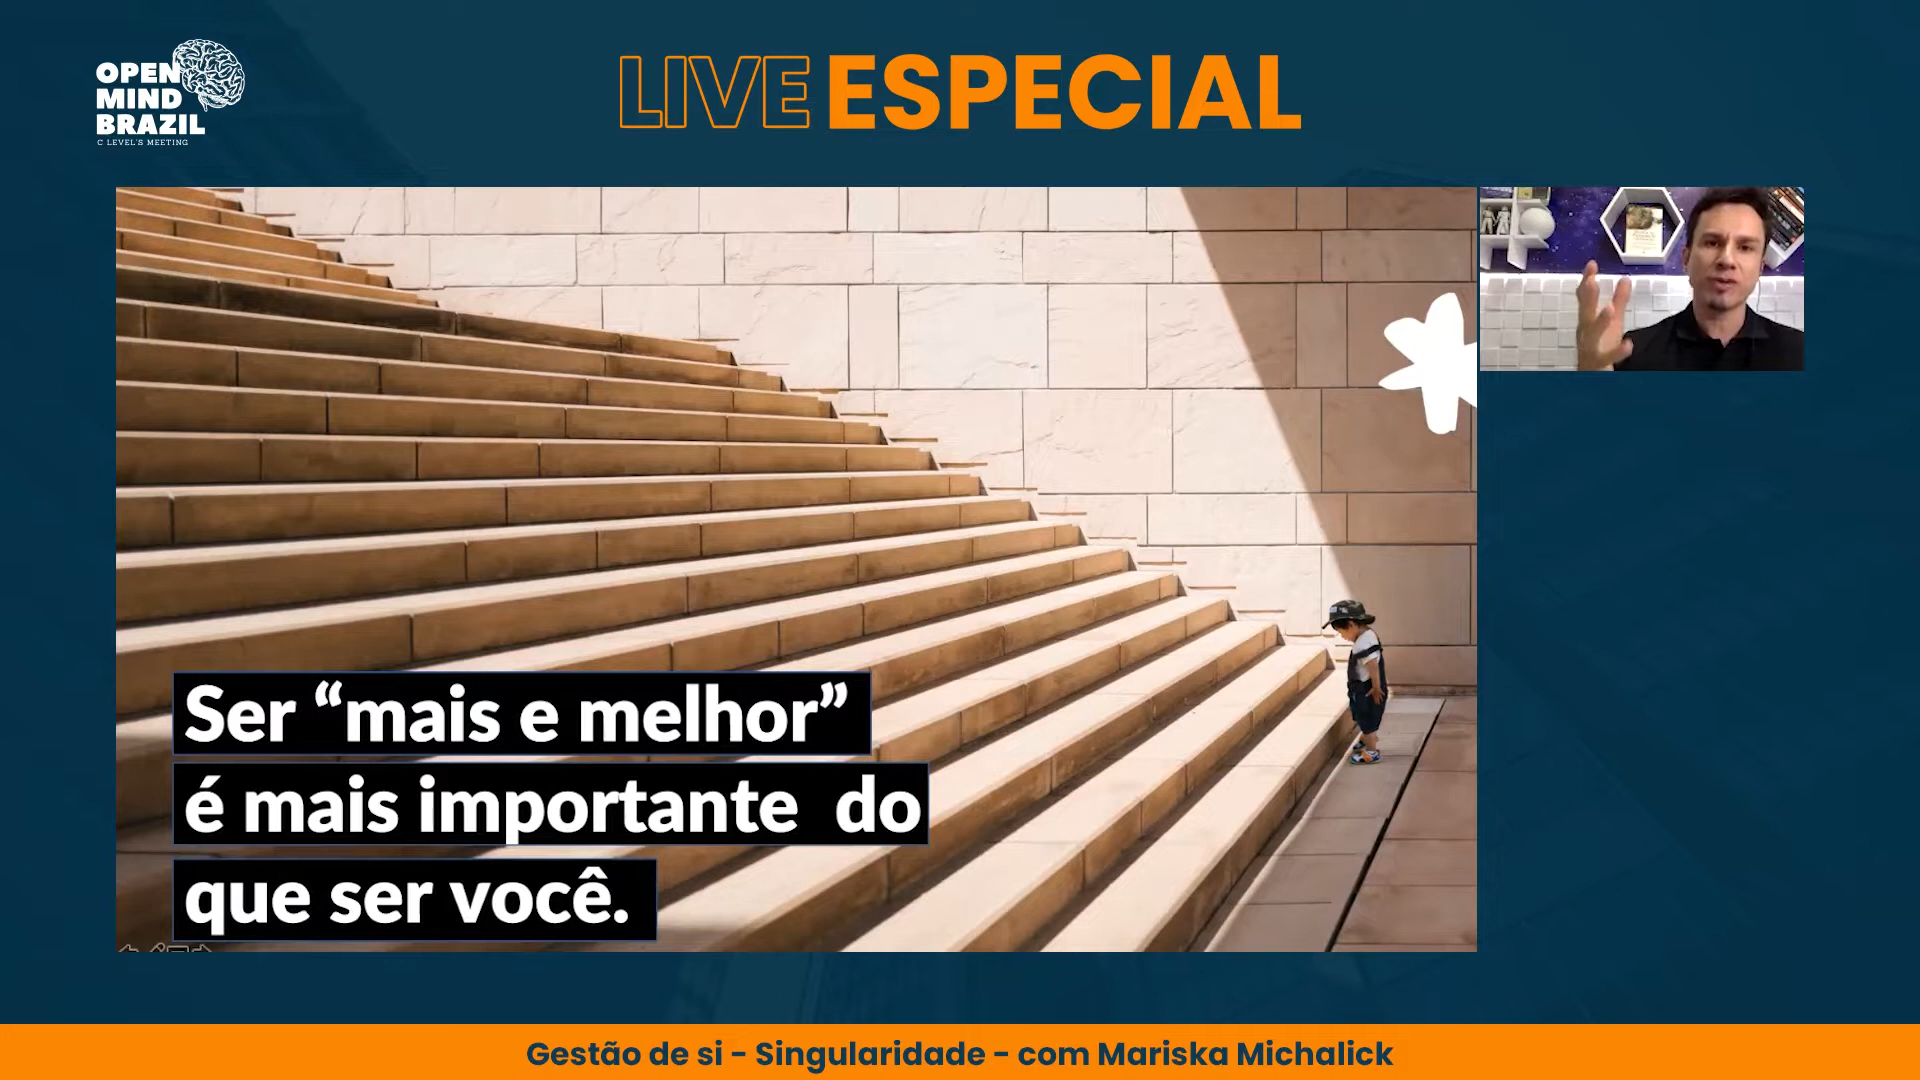 OPEN
MIND
BRAZIL
C LEVEL'S MEETING
LIVE ESPECIAL
Ser “mais e melhor”
é mais importante do
que ser você.
Gestão de si - Singularidade - com Mariska Michalick